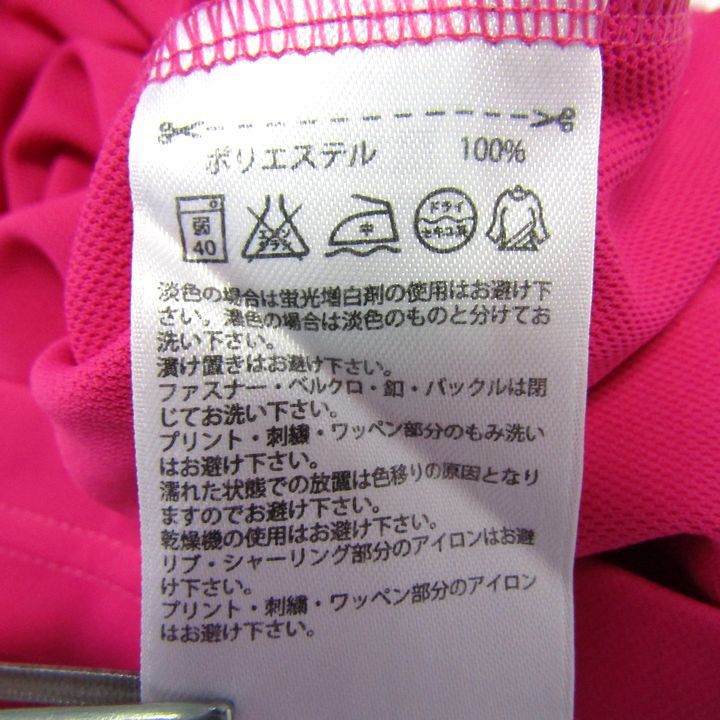 ポリエステル 100%
弱 エンソ サラシ 中 ドライ
40 セキユ系
淡色の場合は蛍光増白剤の使用はお避け下
さい。濃色の場合は淡色のものと分けてお
洗い下さい。
漬け置きはお避け下さい。
ファスナー・ベルクロ・釦・バックルは閉
じてお洗い下さい。
プリント・刺繍・ワッペン部分のもみ洗い
はお避け下さい。
濡れた状態での放置は色移りの原因となり
ますのでお避け下さい。
乾燥機の使用はお避け下さい。
リブ・シャーリング部分のアイロンはお避
け下さい。
プリント・刺繍・ワッペン部分のアイロン
はお避け下さい。